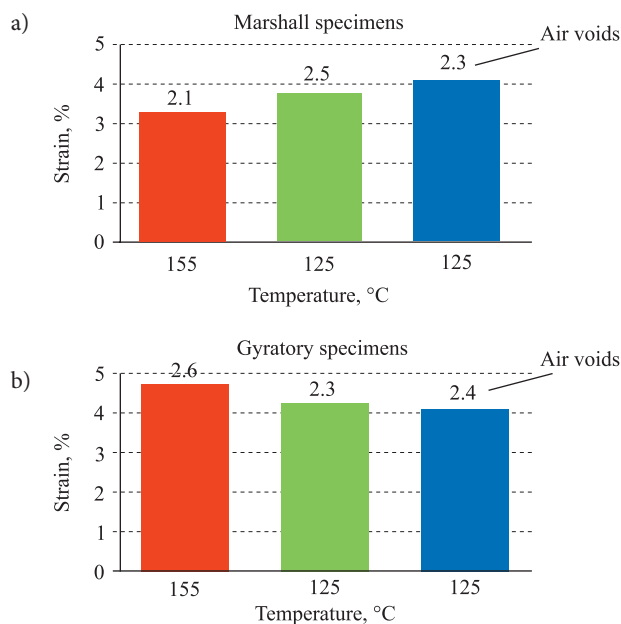 a)
Marshall specimens
Air voids
5
4
3
2
1
0
Strain, %
2.1
2.5
2.3
155
125
125
Temperature, °C
b)
Gyratory specimens
Air voids
5
4
3
2
1
0
Strain, %
2.6
2.3
2.4
155
125
125
Temperature, °C